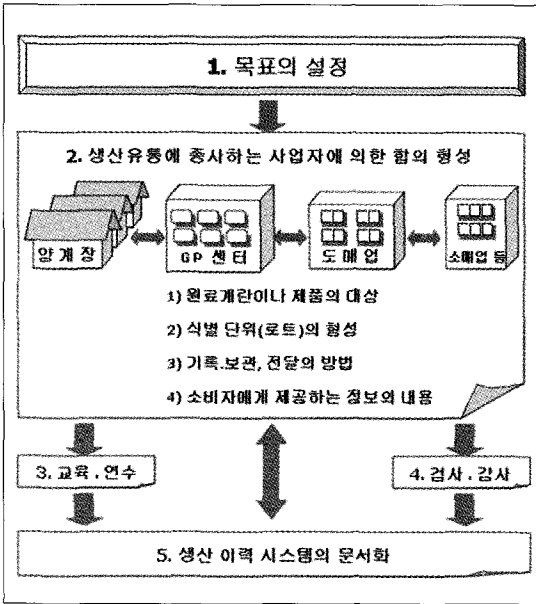 1. 목표의 설정
2. 생산유통에 종사하는 사업자에 의한 합의 형성
양계장
GP 센터
도매업
소매업 등
1) 원료계란이나 제품의 대상
2) 식별 단위(로트)의 형성
3) 기록.보관, 전달의 방법
4) 소비자에게 제공하는 정보의 내용
3. 교육 . 연수
4. 검사 . 감사
5. 생산 이력 시스템의 문서화